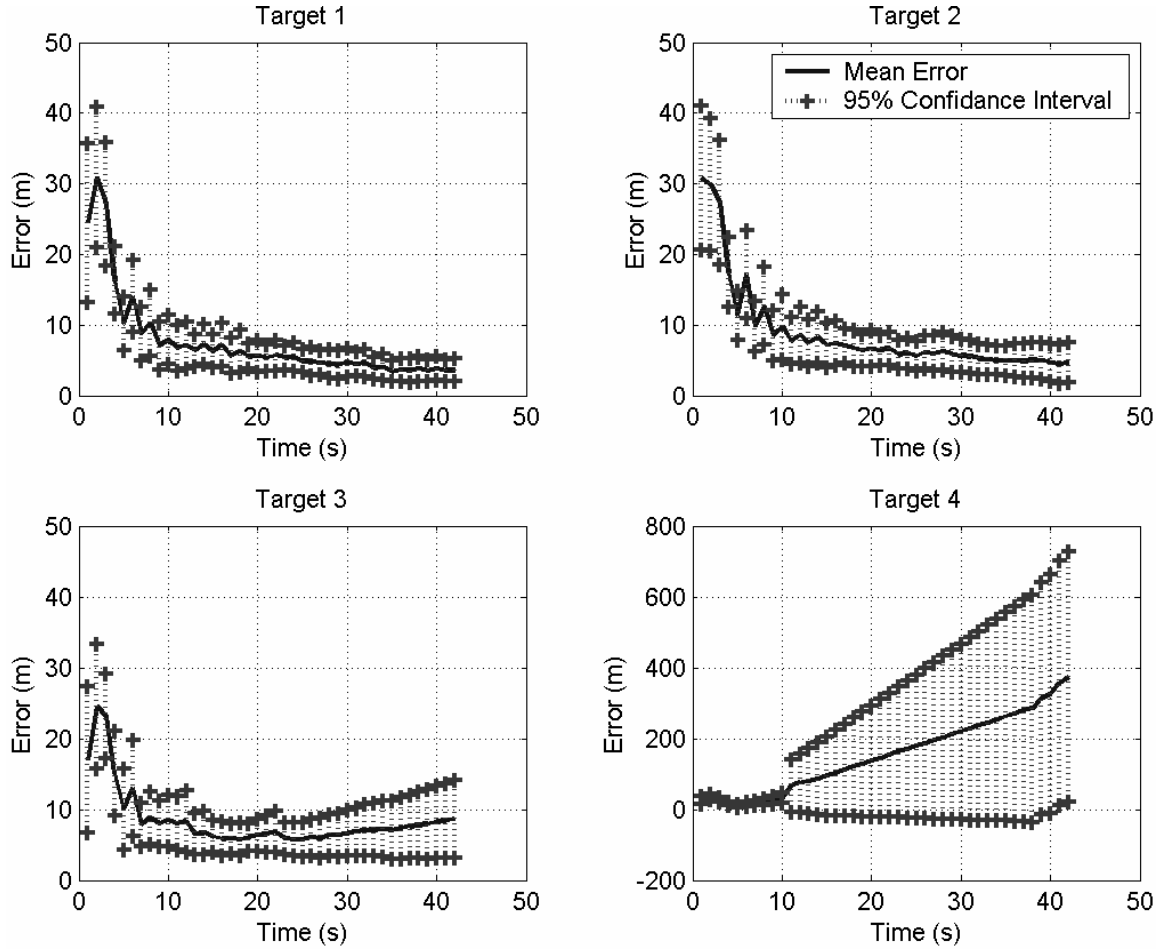 Target 1
50
40
30
20
10
0
Error (m)
0 10 20 30 40 50
Time (s)
Target 2
Mean Error
95% Confidance Interval
50
40
30
20
10
0
Error (m)
0 10 20 30 40 50
Time (s)
Target 3
50
40
30
20
10
0
Error (m)
0 10 20 30 40 50
Time (s)
Target 4
800
600
400
200
0
-200
Error (m)
0 10 20 30 40 50
Time (s)